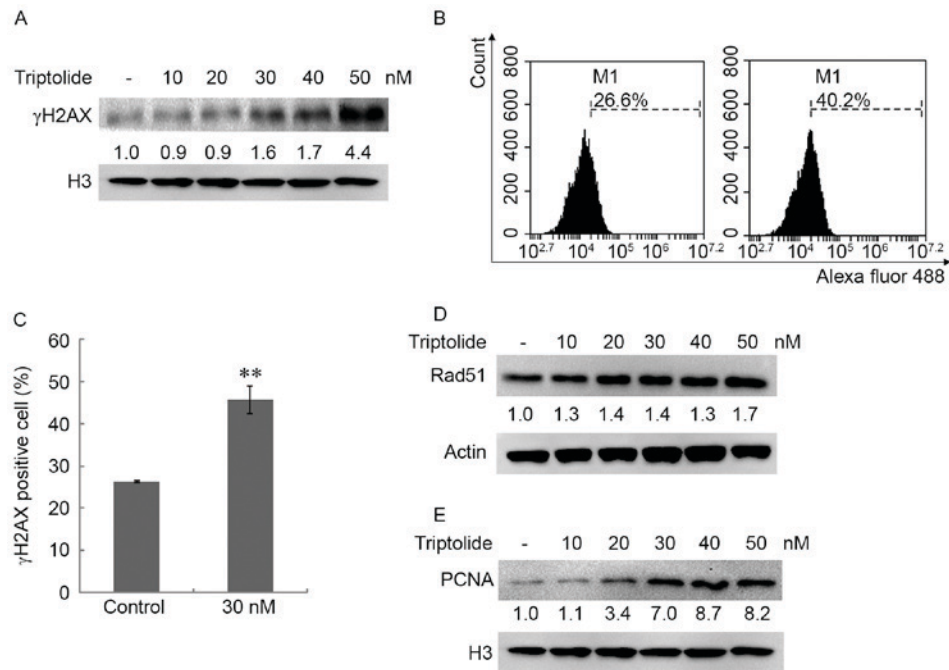 A
Triptolide - 10 20 30 40 50 nM
γH2AX
1.0 0.9 0.9 1.6 1.7 4.4
H3
B
Count
800
600
400
200
0
M1
26.6%
10^2.7 10^4 10^5 10^6 10^7.2
800
600
400
200
0
M1
40.2%
10^2.7 10^4 10^5 10^6 10^7.2
Alexa fluor 488
C
γH2AX positive cell (%)
60
50
40
30
20
10
0
**
Control 30 nM
D
Triptolide - 10 20 30 40 50 nM
Rad51
1.0 1.3 1.4 1.4 1.3 1.7
Actin
E
Triptolide - 10 20 30 40 50 nM
PCNA
1.0 1.1 3.4 7.0 8.7 8.2
H3